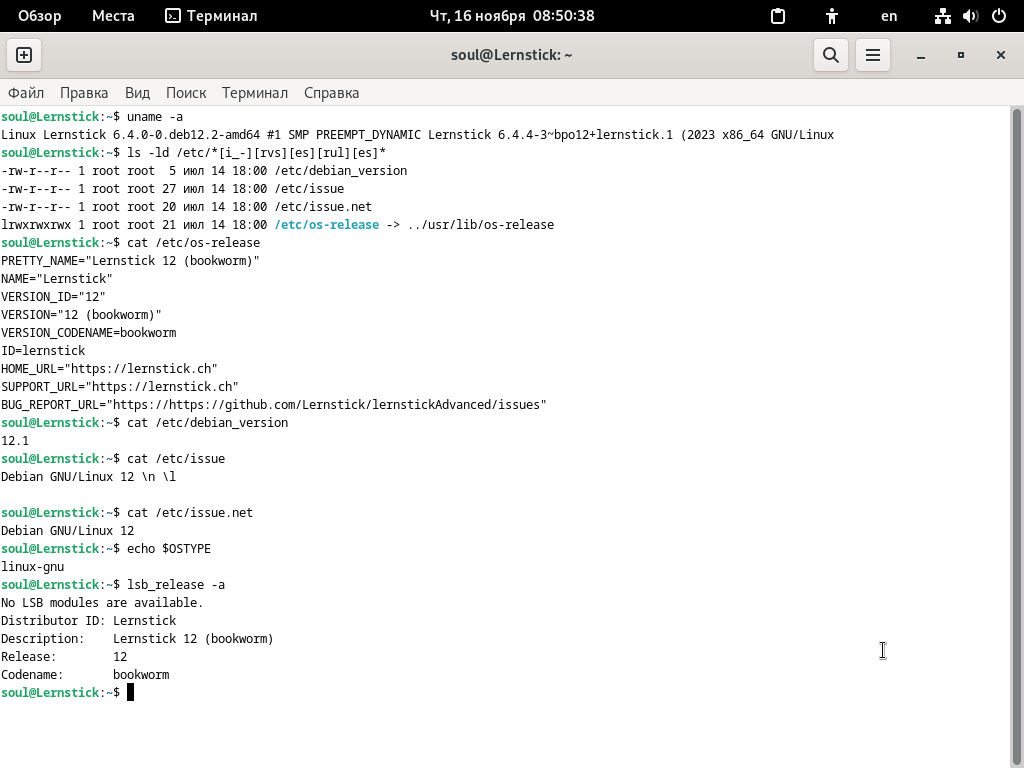 Обзор Места Терминал Чт, 16 ноября 08:50:38 en
soul@Lernstick: ~
Файл Правка Вид Поиск Терминал Справка
soul@Lernstick:~$ uname -a
Linux Lernstick 6.4.0-0.deb12.2-amd64 #1 SMP PREEMPT_DYNAMIC Lernstick 6.4.4-3~bpo12+lernstick.1 (2023 x86_64 GNU/Linux
soul@Lernstick:~$ ls -ld /etc/*[i_-][rvs][es][rul][es]*
-rw-r--r-- 1 root root  5 июл 14 18:00 /etc/debian_version
-rw-r--r-- 1 root root 27 июл 14 18:00 /etc/issue
-rw-r--r-- 1 root root 20 июл 14 18:00 /etc/issue.net
lrwxrwxrwx 1 root root 21 июл 14 18:00 /etc/os-release -> ../usr/lib/os-release
soul@Lernstick:~$ cat /etc/os-release
PRETTY_NAME="Lernstick 12 (bookworm)"
NAME="Lernstick"
VERSION_ID="12"
VERSION="12 (bookworm)"
VERSION_CODENAME=bookworm
ID=lernstick
HOME_URL="https://lernstick.ch"
SUPPORT_URL="https://lernstick.ch"
BUG_REPORT_URL="https://https://github.com/Lernstick/lernstickAdvanced/issues"
soul@Lernstick:~$ cat /etc/debian_version
12.1
soul@Lernstick:~$ cat /etc/issue
Debian GNU/Linux 12 \n \l
soul@Lernstick:~$ cat /etc/issue.net
Debian GNU/Linux 12
soul@Lernstick:~$ echo $OSTYPE
linux-gnu
soul@Lernstick:~$ lsb_release -a
No LSB modules are available.
Distributor ID: Lernstick
Description:    Lernstick 12 (bookworm)
Release:        12
Codename:       bookworm
soul@Lernstick:~$